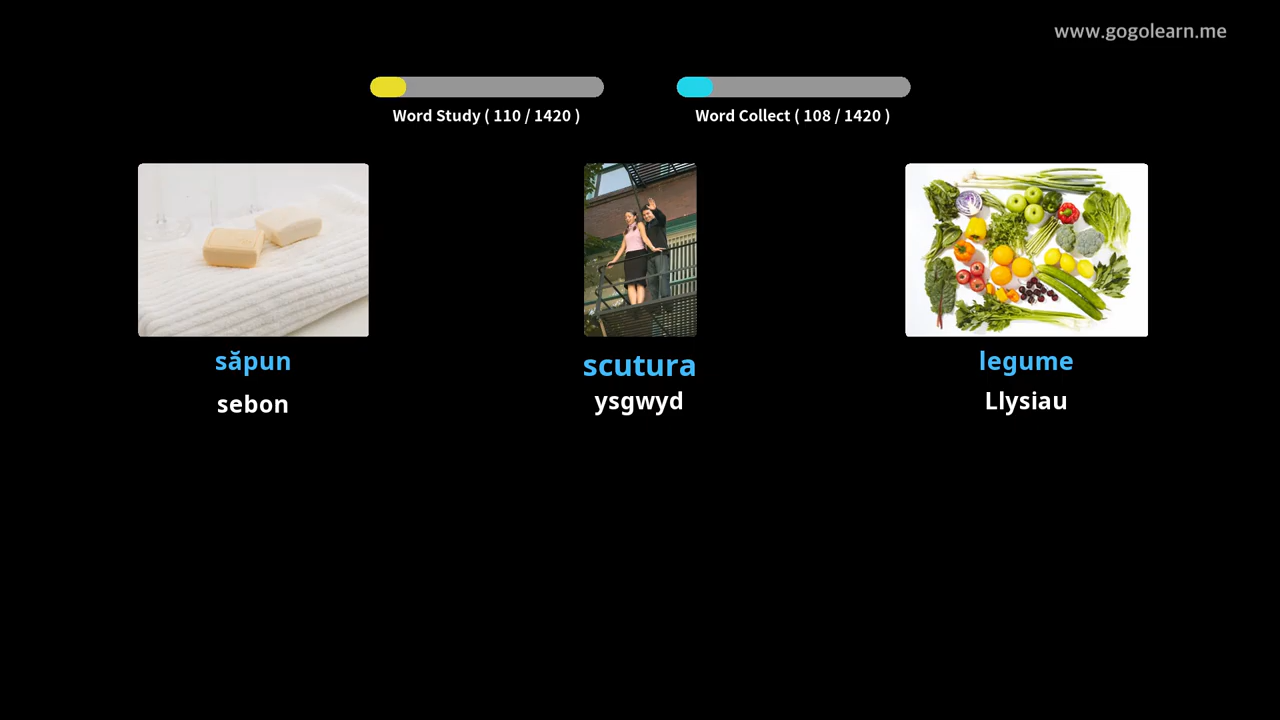 www.gogolearn.me
Word Study ( 110 / 1420 )
Word Collect ( 108 / 1420 )
săpun
scutura
legume
sebon
ysgwyd
Llysiau